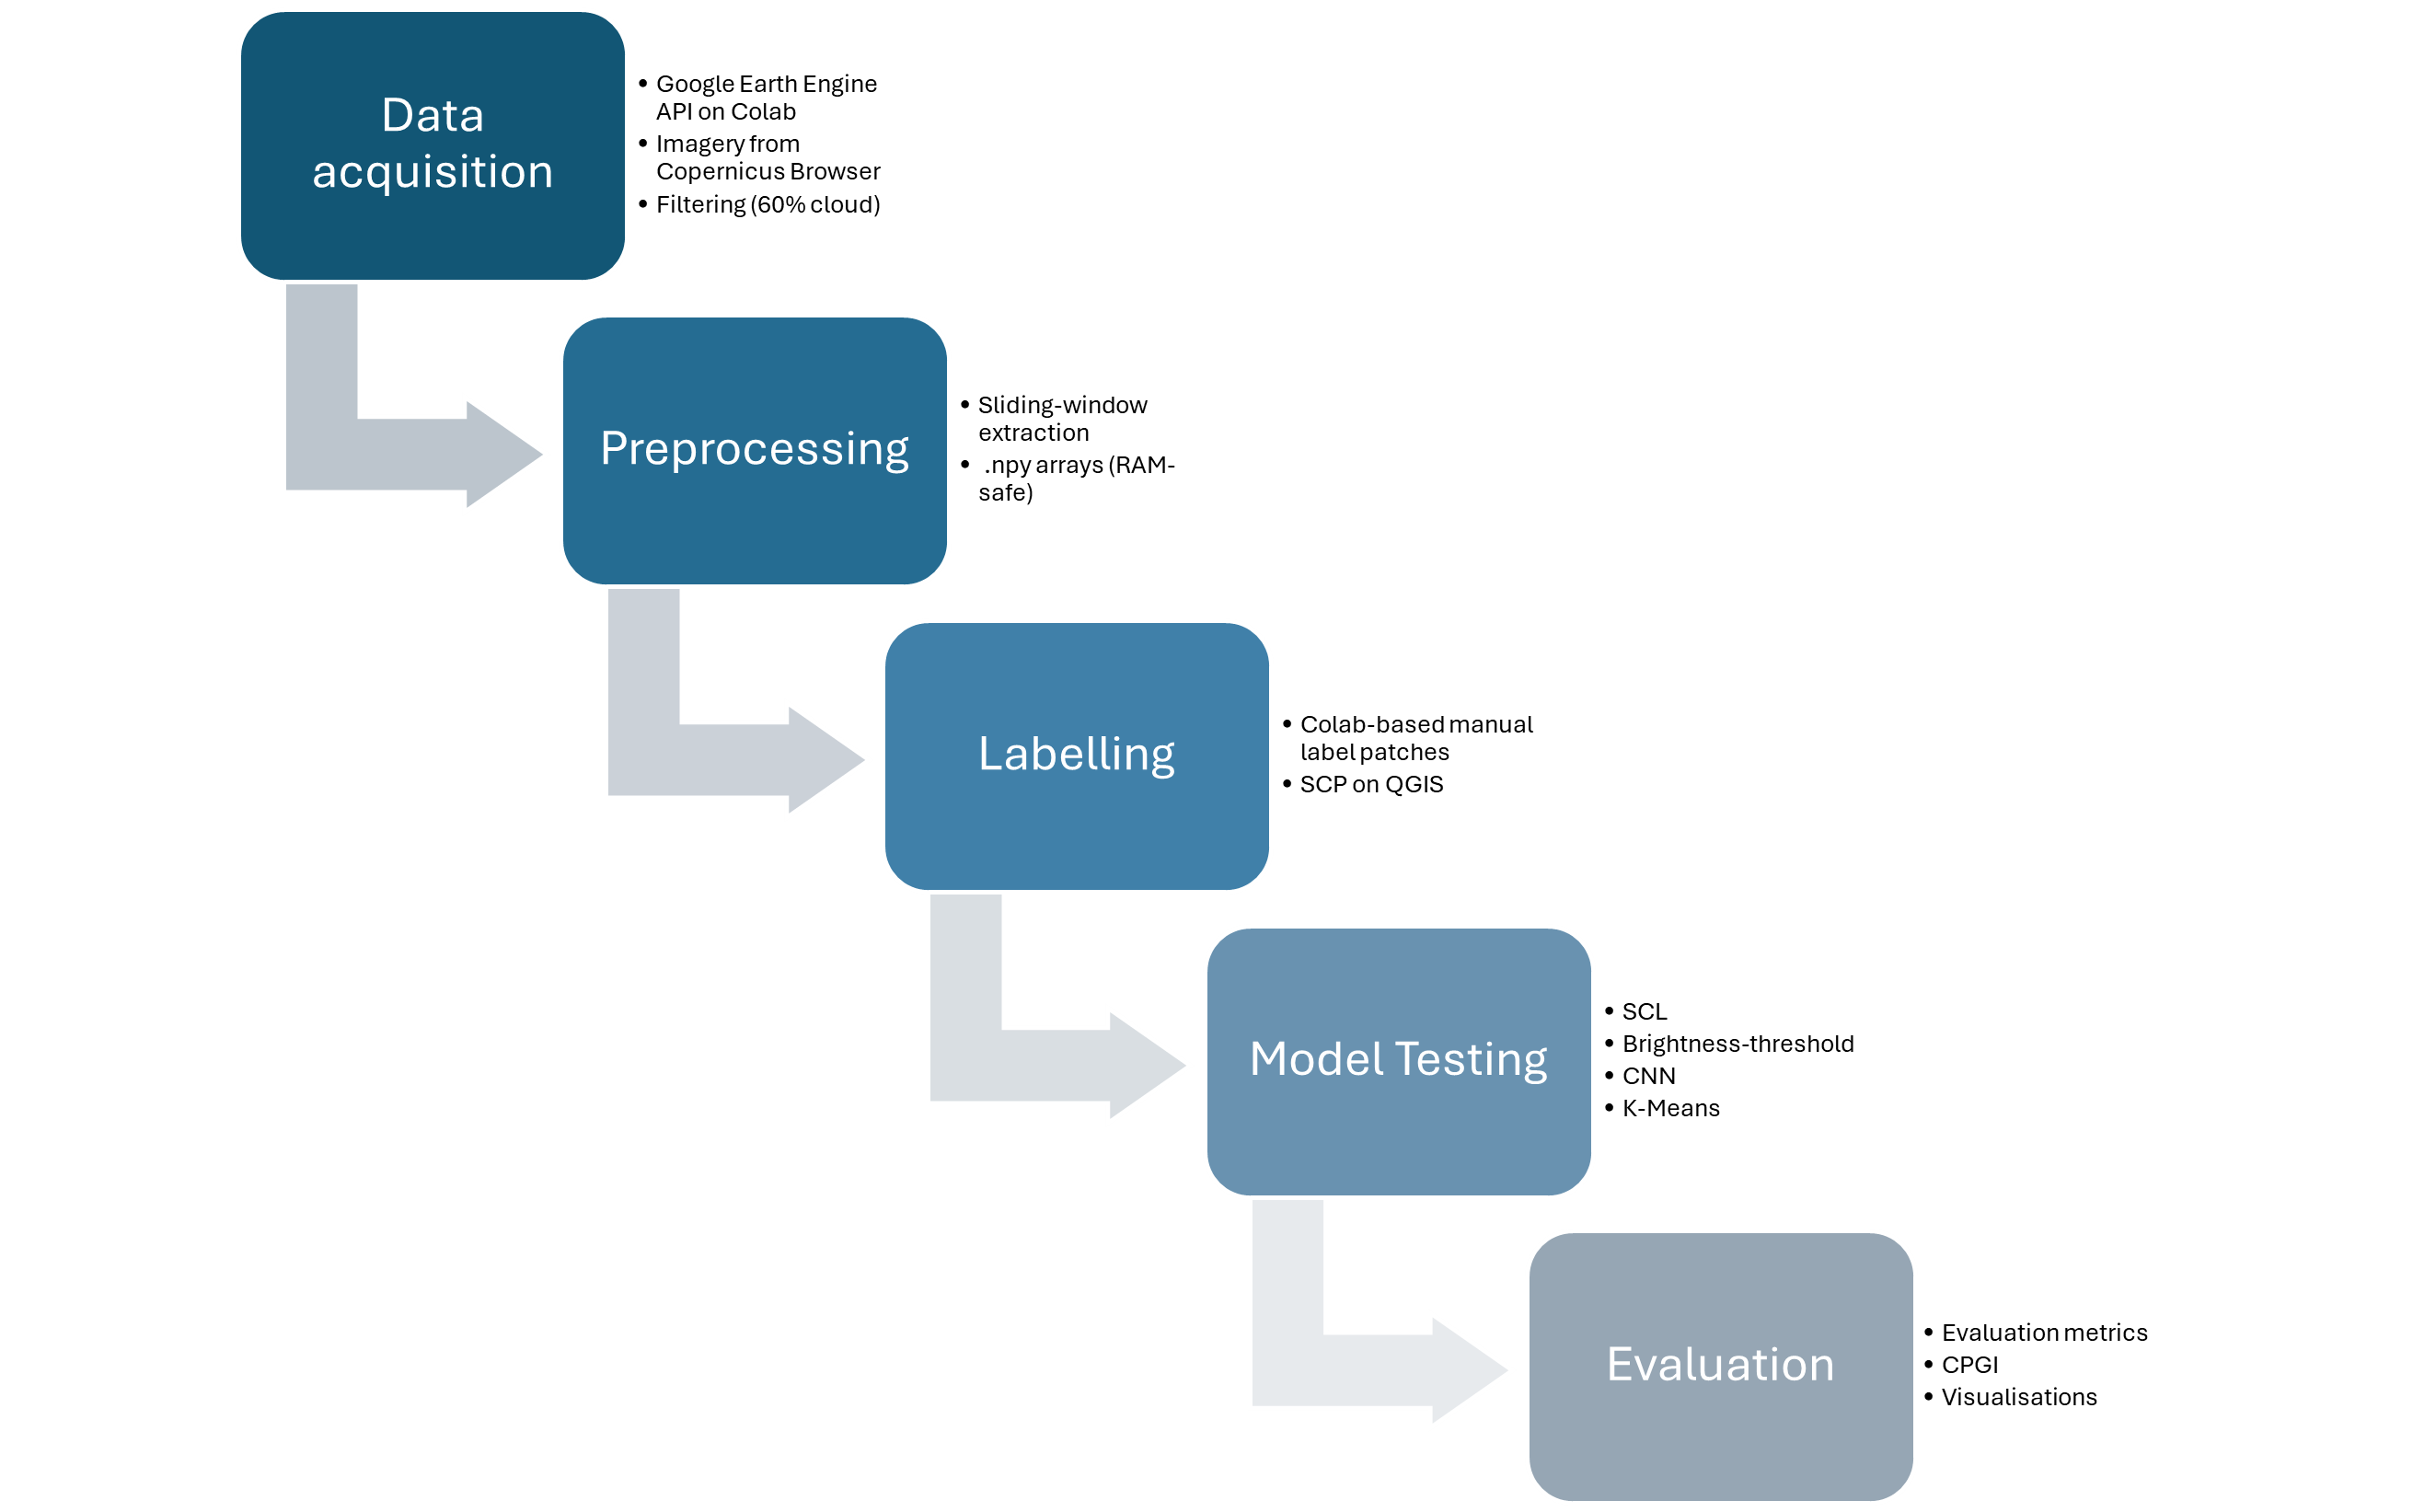 Data
acquisition
• Google Earth Engine
API on Colab
• Imagery from
Copernicus Browser
• Filtering (60% cloud)
Preprocessing
• Sliding-window
extraction
• .npy arrays (RAM-
safe)
Labelling
• Colab-based manual
label patches
• SCP on QGIS
Model Testing
• SCL
• Brightness-threshold
• CNN
• K-Means
Evaluation
• Evaluation metrics
• CPGI
• Visualisations